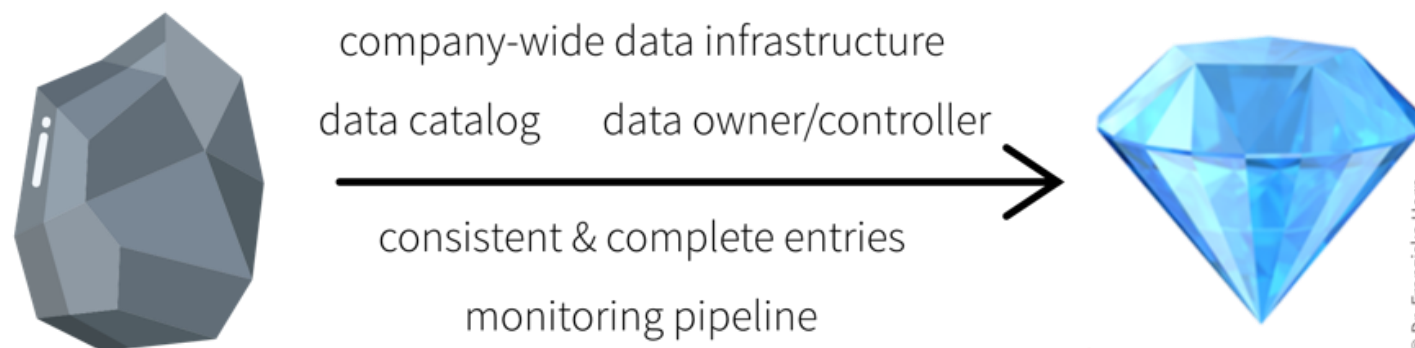 company-wide data infrastructure
data catalog data owner/controller
consistent & complete entries
monitoring pipeline